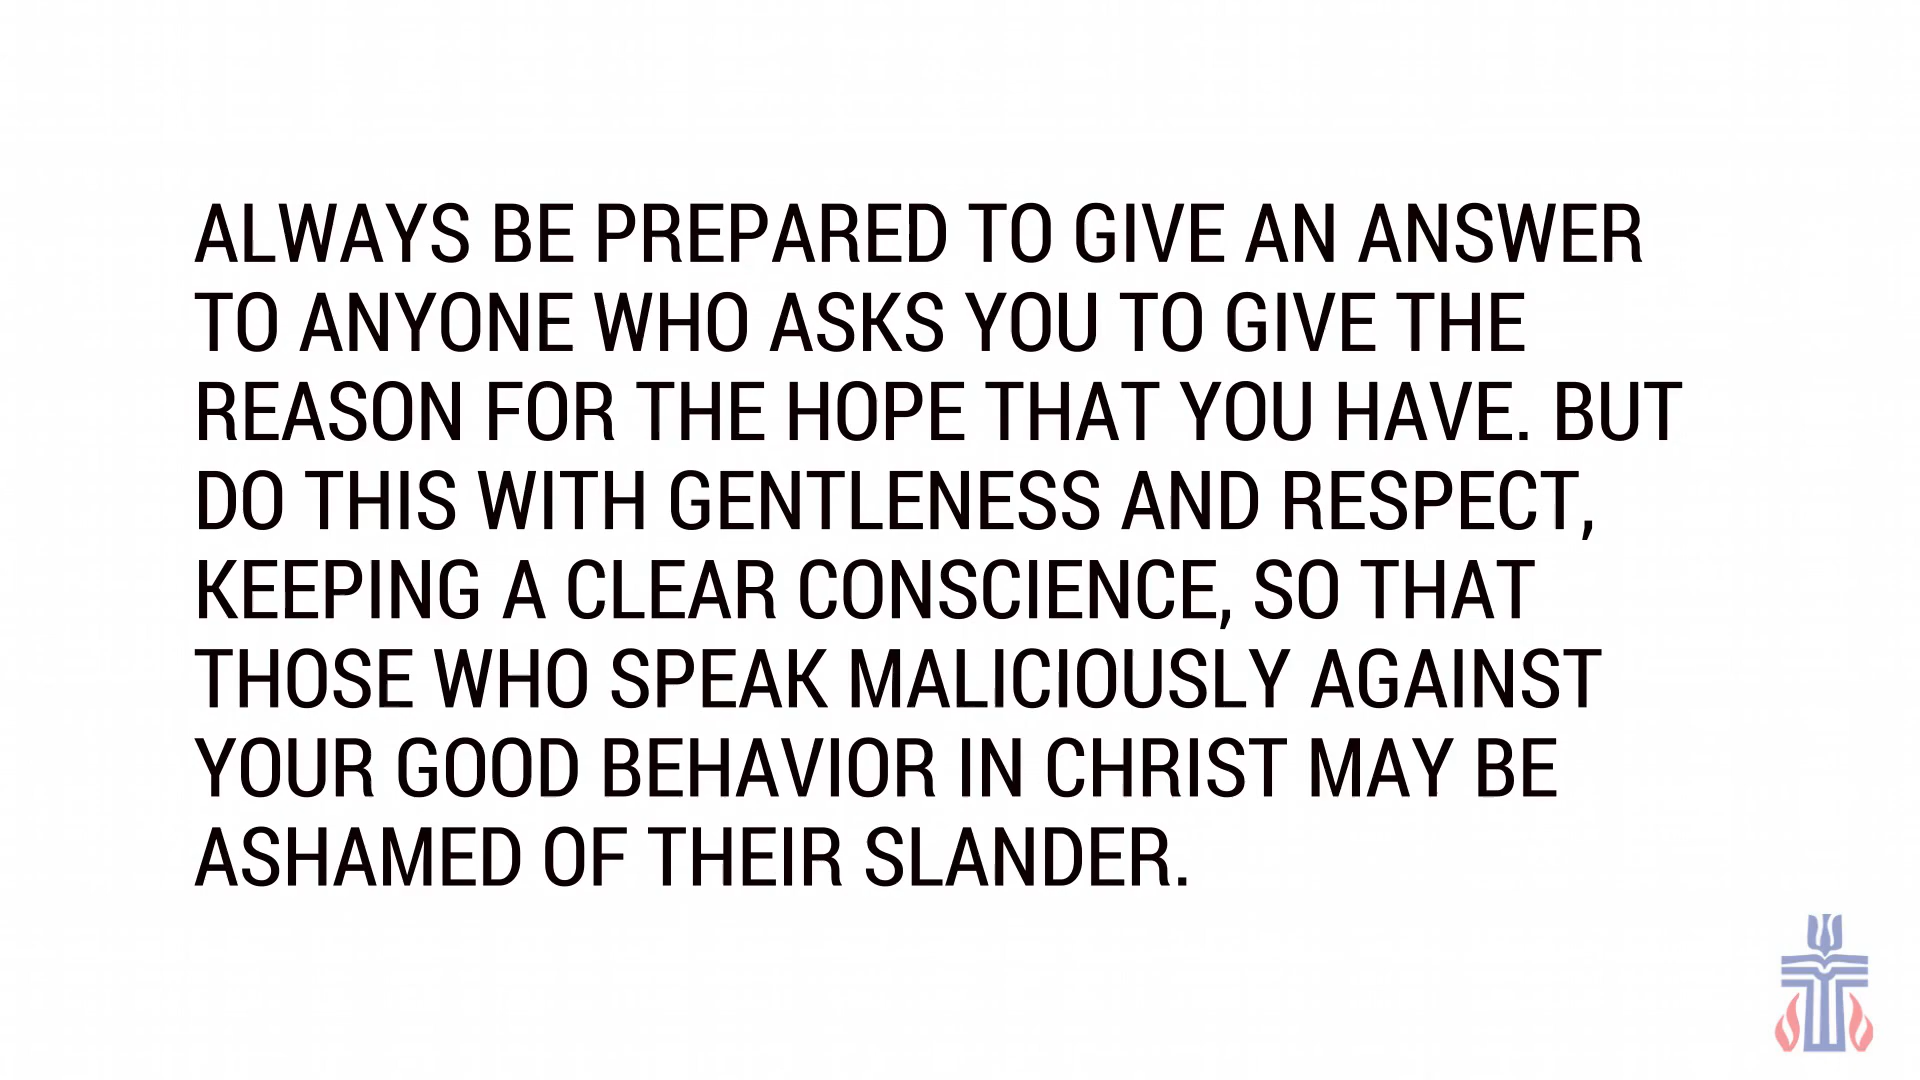 ALWAYS BE PREPARED TO GIVE AN ANSWER
TO ANYONE WHO ASKS YOU TO GIVE THE
REASON FOR THE HOPE THAT YOU HAVE. BUT
DO THIS WITH GENTLENESS AND RESPECT,
KEEPING A CLEAR CONSCIENCE, SO THAT
THOSE WHO SPEAK MALICIOUSLY AGAINST
YOUR GOOD BEHAVIOR IN CHRIST MAY BE
ASHAMED OF THEIR SLANDER.